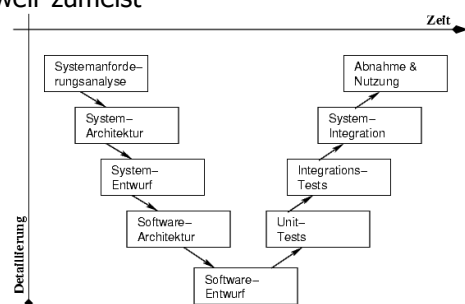 weil zumeist
Zeit
Systemanforde–
rungsanalyse
Abnahme &
Nutzung
System–
Architektur
System–
Integration
System–
Entwurf
Integrations–
Tests
Software–
Architektur
Unit–
Tests
Software–
Entwurf
Detaillierung